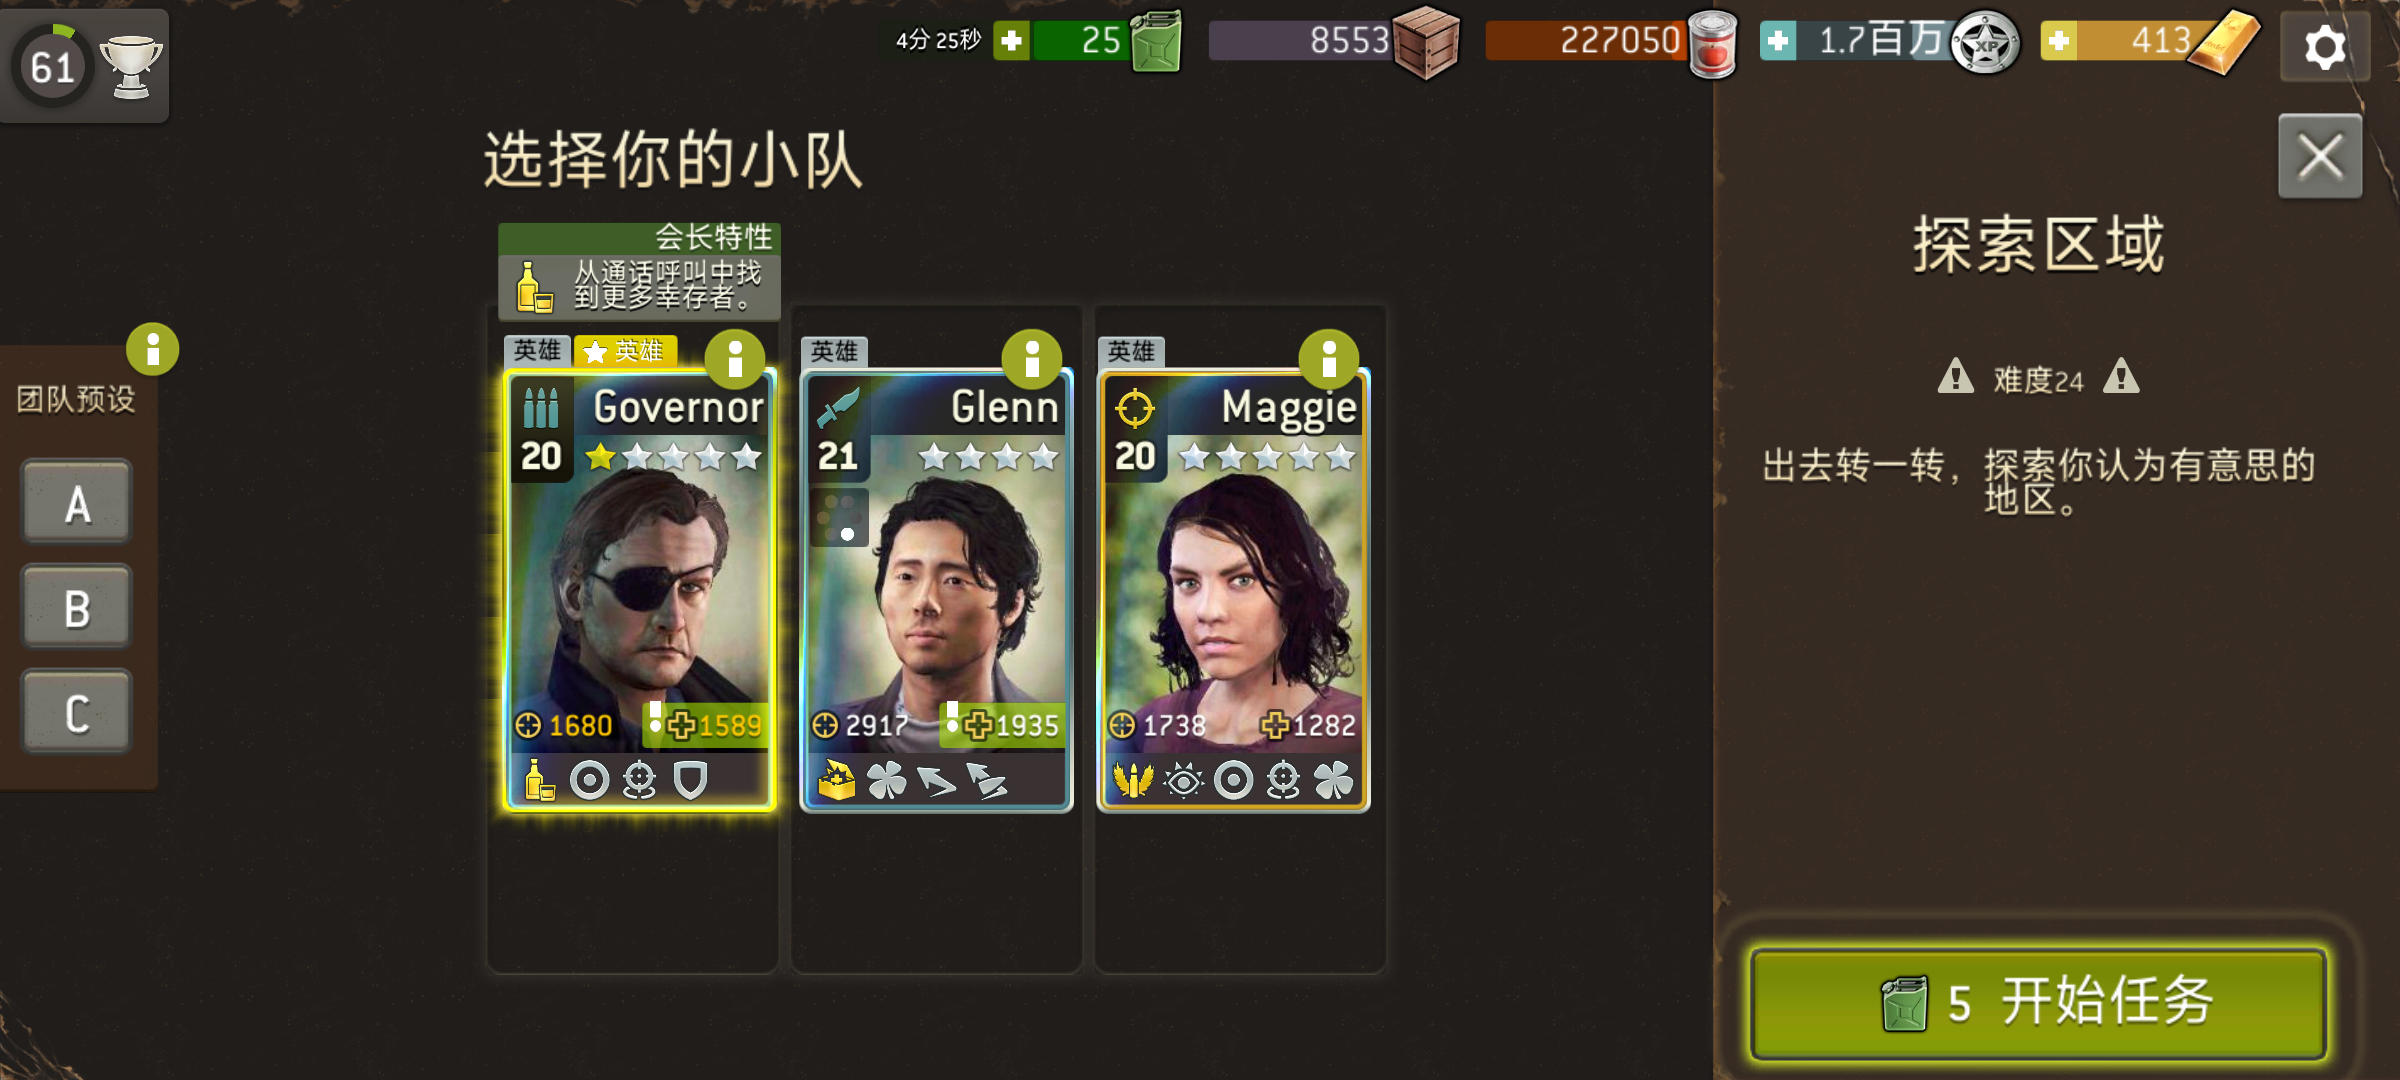 61
4分 25秒
25
8553
227050
XP
1.7百万
413
选择你的小队
会长特性
从通话呼叫中找
到更多幸存者。
团队预设
A
B
C
英雄
英雄
Governor
20
1680
1589
英雄
Glenn
21
2917
1935
英雄
Maggie
20
1738
1282
探索区域
难度24
出去转一转，探索你认为有意思的
地区。
5 开始任务